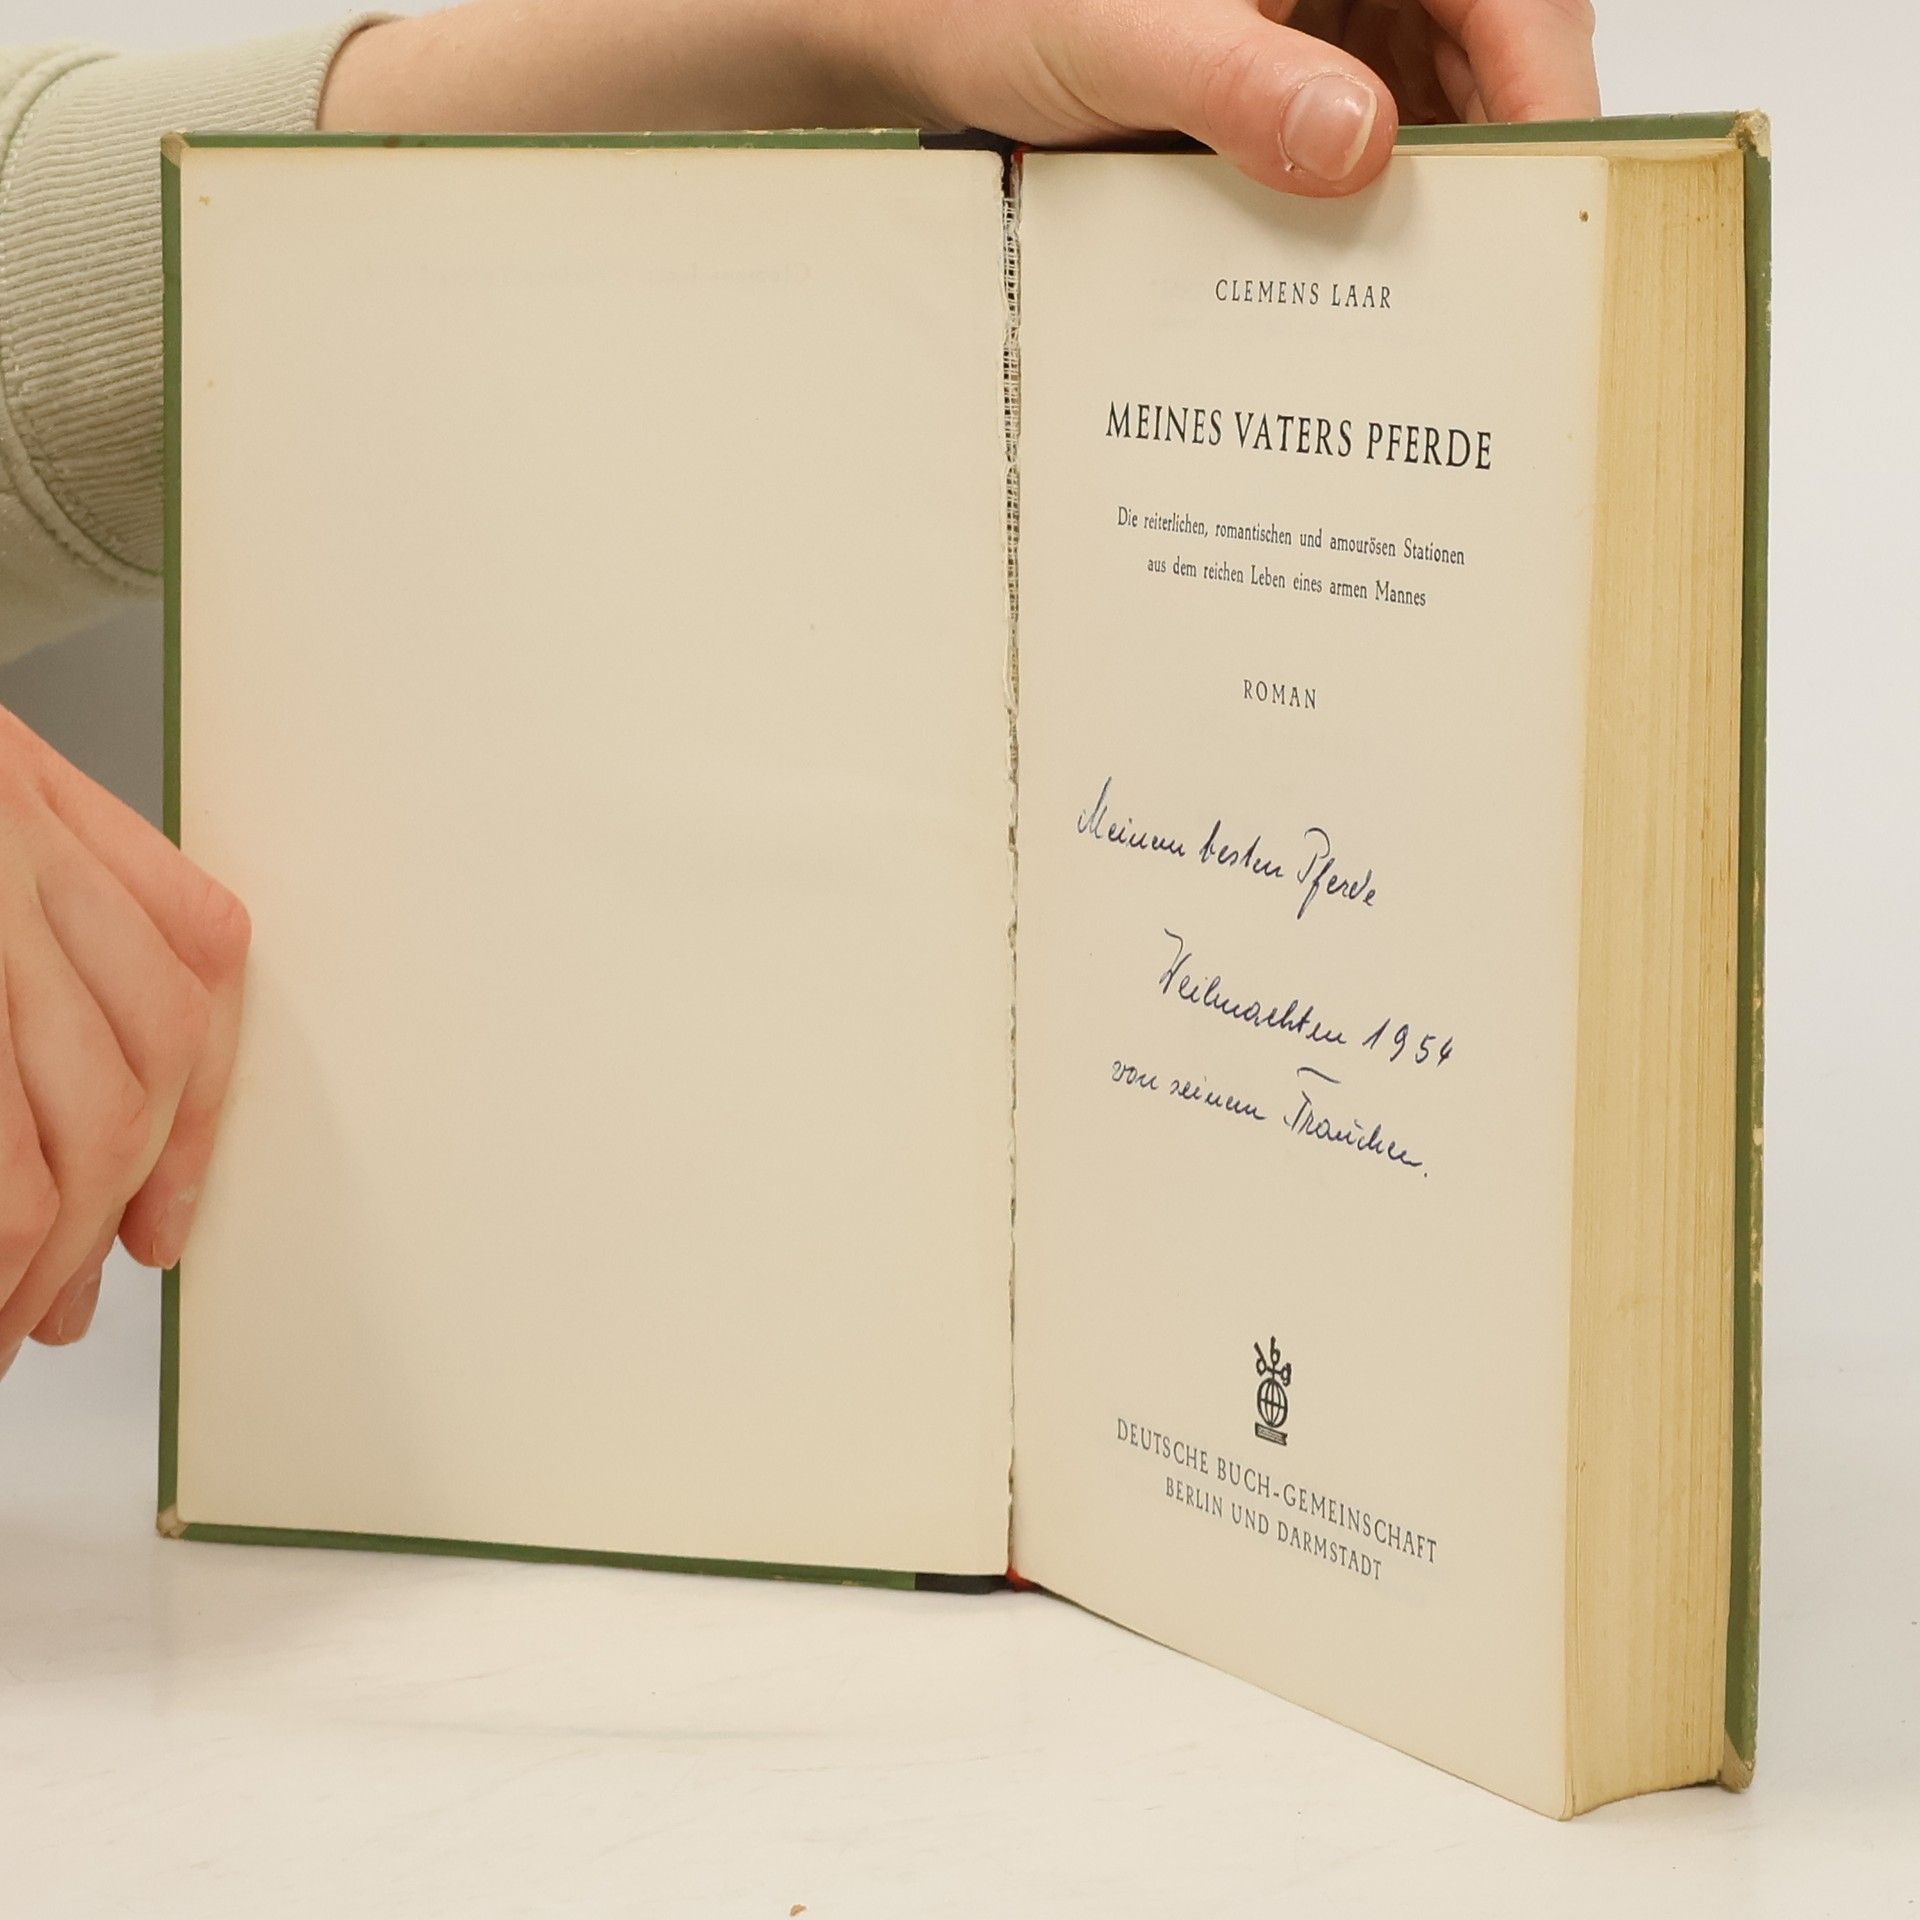 CLEMENS LAAR
MEINES VATERS PFERDE
Die reiterlichen, romantischen und amourösen Stationen
aus dem reichen Leben eines armen Mannes
ROMAN
Meinem besten Pferde
Weihnachten 1954
von seinem Frauchen.
DEUTSCHE BUCH-GEMEINSCHAFT
BERLIN UND DARMSTADT